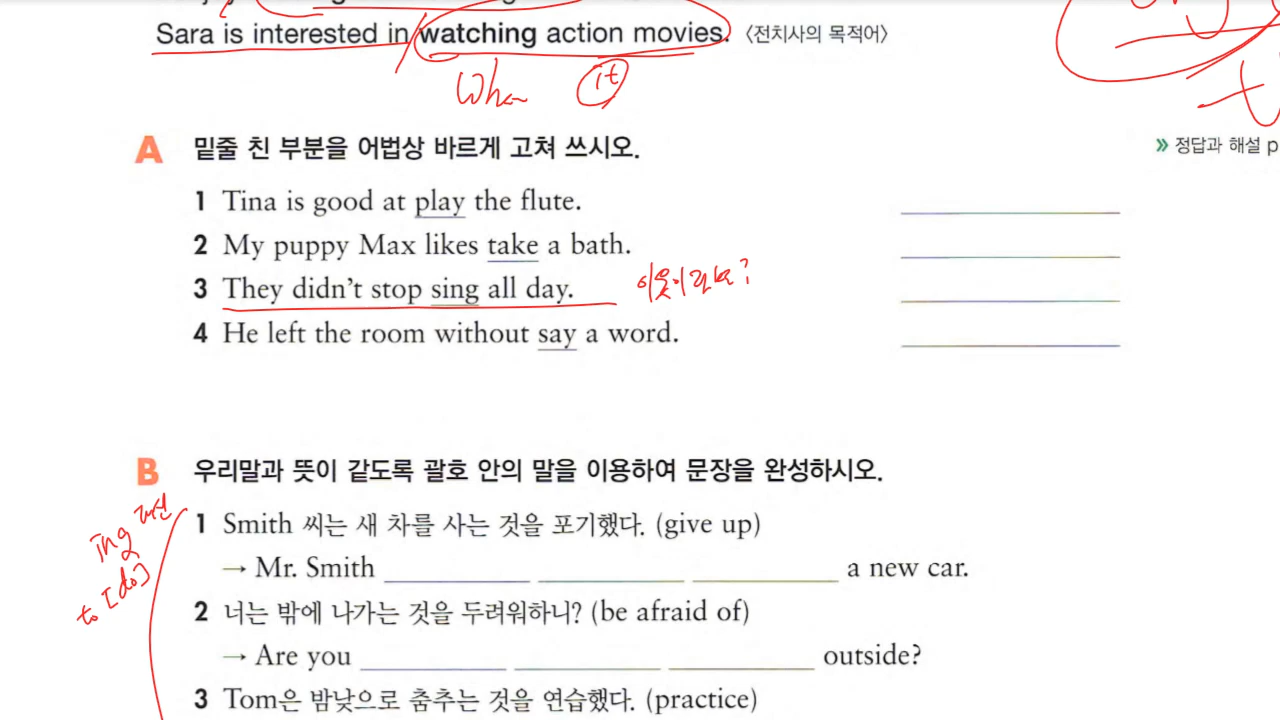 Sara is interested in watching action movies. 〈전치사의 목적어〉
it
A 밑줄 친 부분을 어법상 바르게 고쳐 쓰시오.
» 정답과 해설 p
1 Tina is good at play the flute.
2 My puppy Max likes take a bath.
3 They didn't stop sing all day.
4 He left the room without say a word.
B 우리말과 뜻이 같도록 괄호 안의 말을 이용하여 문장을 완성하시오.
ing
to [do]
1 Smith 씨는 새 차를 사는 것을 포기했다. (give up)
→ Mr. Smith a new car.
2 너는 밖에 나가는 것을 두려워하니? (be afraid of)
→ Are you outside?
3 Tom은 밤낮으로 춤추는 것을 연습했다. (practice)